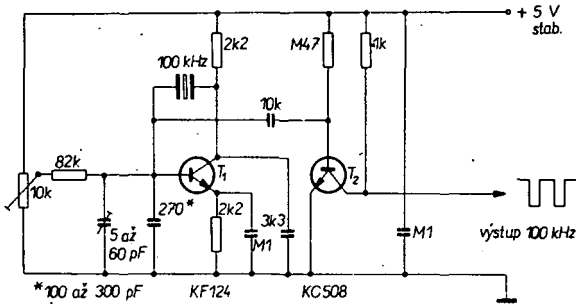 + 5 V
stab.
2k2
M47
1k
100 kHz
10k
82k
T1
T2
10k
5 až
60 pF
270*
2k2
M1
3k3
M1
výstup 100 kHz
*100 až 300 pF
KF124
KC508